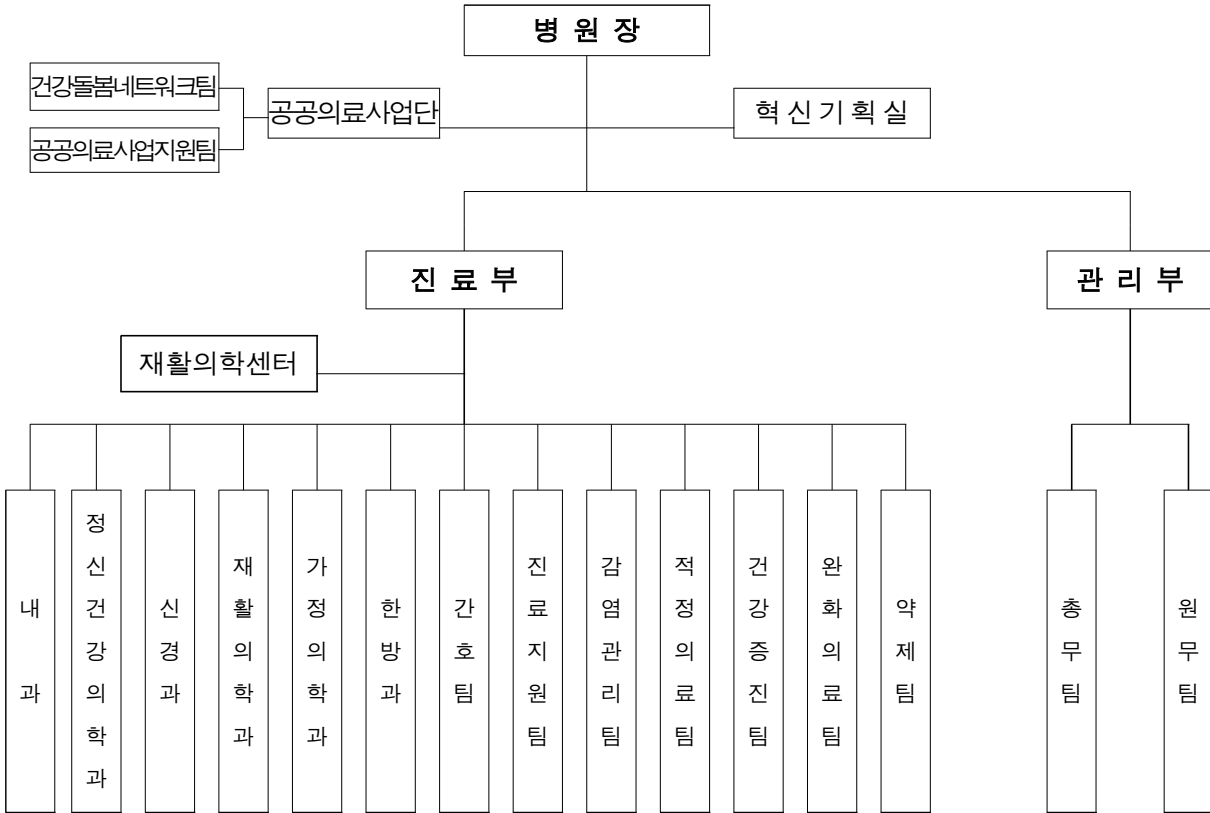 병 원 장
건강돌봄네트워크팀
공공의료사업단
혁 신 기 획 실
공공의료사업지원팀
진 료 부
관 리 부
재활의학센터
내과
정신건강의학과
신경과
재활의학과
가정의학과
한방과
간호팀
진료지원팀
감염관리팀
적정의료팀
건강증진팀
완화의료팀
약제팀
총무팀
원무팀